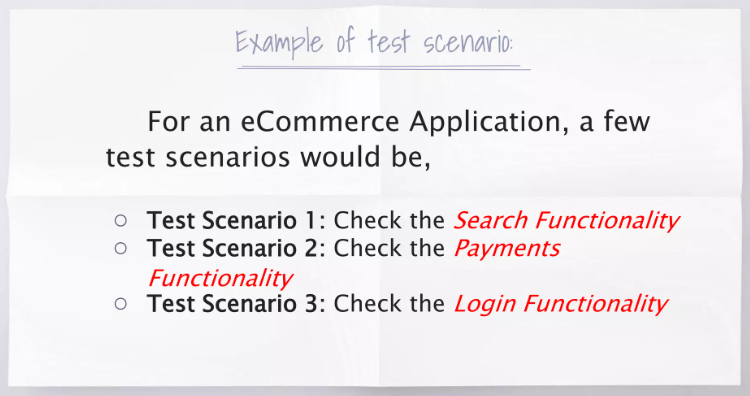 Example of test scenario:
For an eCommerce Application, a few
test scenarios would be,
○ Test Scenario 1: Check the Search Functionality
○ Test Scenario 2: Check the Payments
Functionality
○ Test Scenario 3: Check the Login Functionality